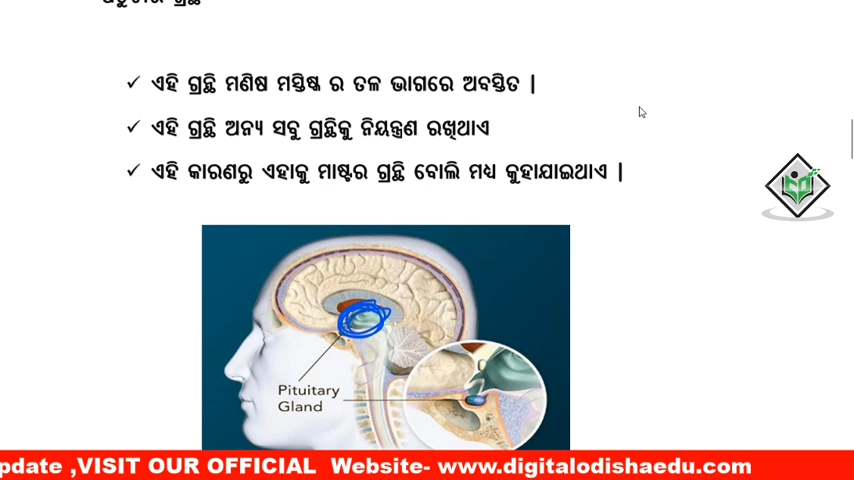 ✓ ଏହି ଗ୍ରନ୍ଥି ମଣିଷ ମସ୍ତିଷ୍କ ର ତଳ ଭାଗରେ ଅବସ୍ତିତ |
✓ ଏହି ଗ୍ରନ୍ଥି ଅନ୍ୟ ସବୁ ଗ୍ରନ୍ଥିକୁ ନିୟନ୍ତ୍ରଣ ରଖିଥାଏ
✓ ଏହି କାରଣରୁ ଏହାକୁ ମାଷ୍ଟର ଗ୍ରନ୍ଥି ବୋଲି ମଧ୍ୟ କୁହାଯାଇଥାଏ |
Pituitary
Gland
pdate ,VISIT OUR OFFICIAL Website- www.digitalodishaedu.com